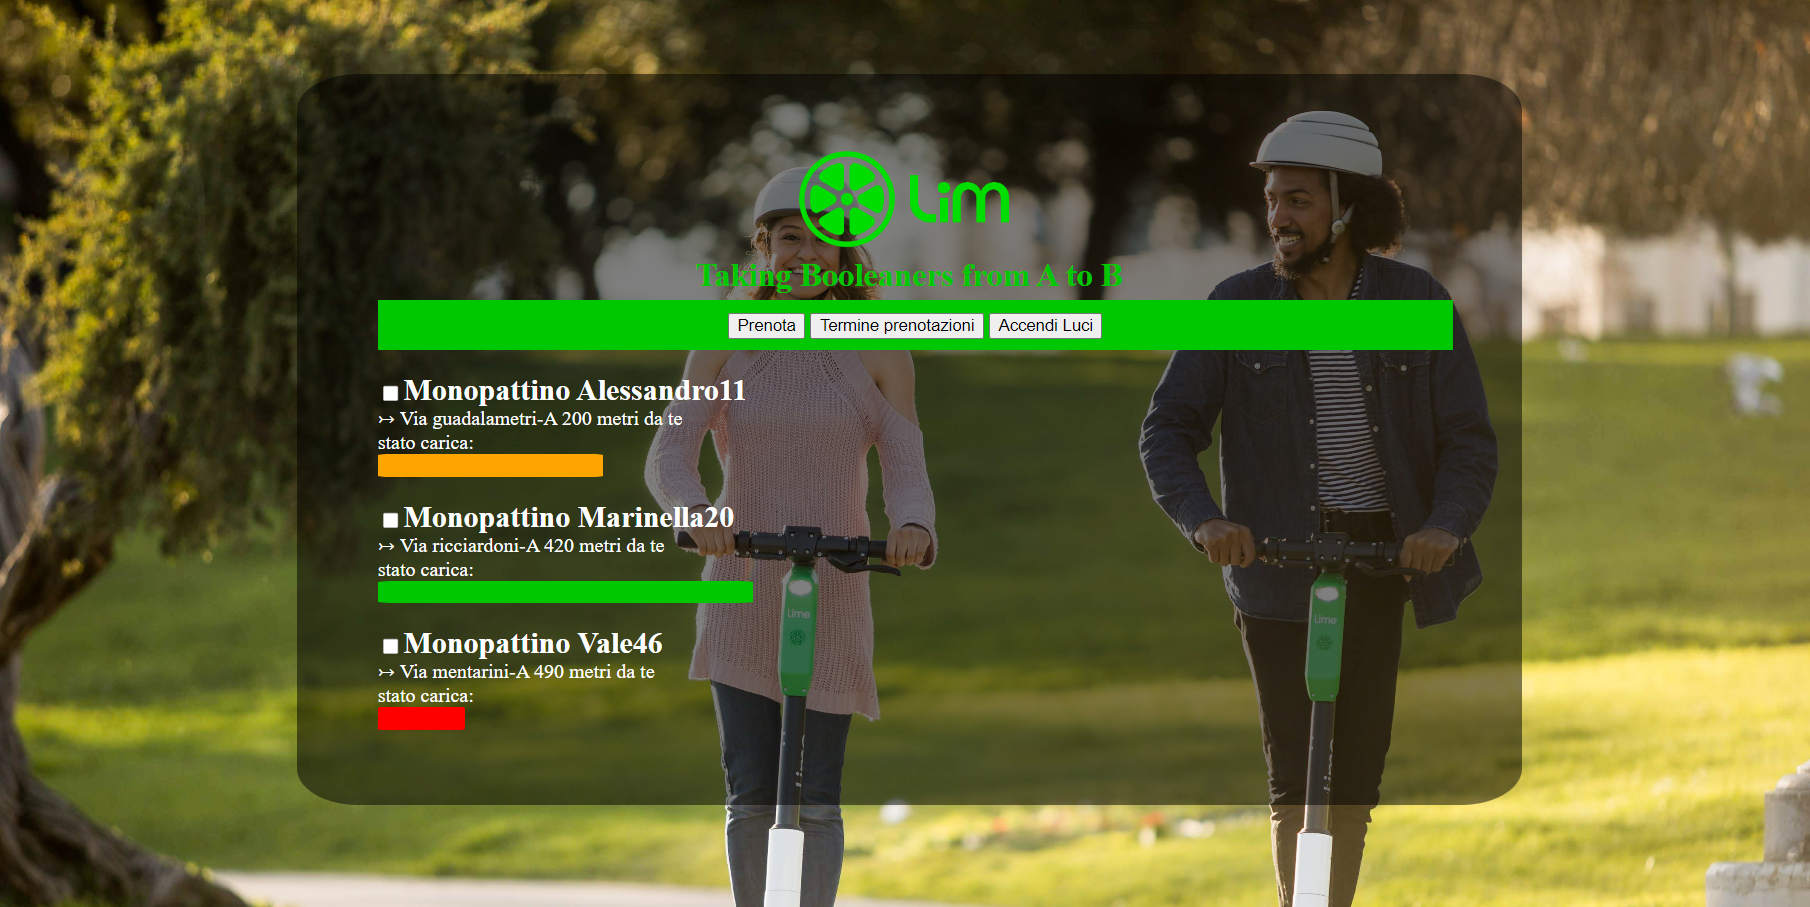 Lim
Taking Booleaners from A to B
Prenota Termine prenotazioni Accendi Luci
Monopattino Alessandro11
↣ Via guadalametri-A 200 metri da te
stato carica:
Monopattino Marinella20
↣ Via ricciardoni-A 420 metri da te
stato carica:
Lime
Lime
Monopattino Vale46
↣ Via mentarini-A 490 metri da te
stato carica: